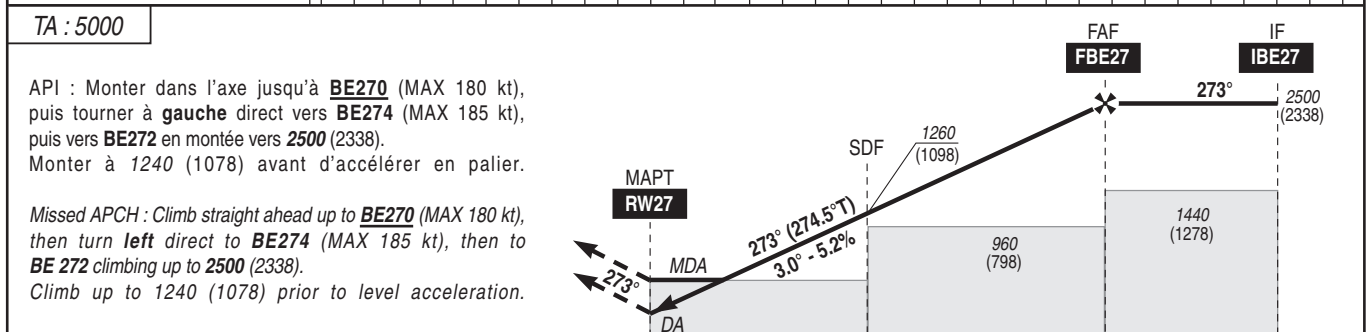 TA : 5000
API : Monter dans l'axe jusqu'à BE270 (MAX 180 kt),
puis tourner à gauche direct vers BE274 (MAX 185 kt),
puis vers BE272 en montée vers 2500 (2338).
Monter à 1240 (1078) avant d'accélérer en palier.
Missed APCH : Climb straight ahead up to BE270 (MAX 180 kt),
then turn left direct to BE274 (MAX 185 kt), then to
BE 272 climbing up to 2500 (2338).
Climb up to 1240 (1078) prior to level acceleration.
FAF
FBE27
IF
IBE27
273°
2500
(2338)
1260
(1098)
SDF
MAPT
RW27
273° (274.5°T)
3.0° - 5.2%
1440
(1278)
960
(798)
MDA
273°
DA